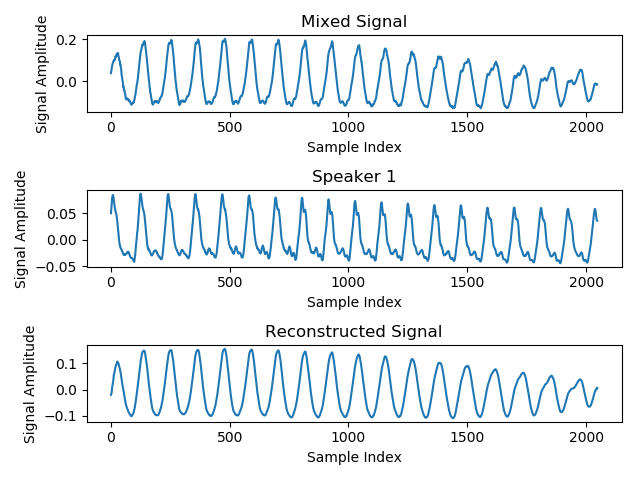 Mixed Signal
Signal Amplitude
0.2
0.0
0 500 1000 1500 2000
Sample Index
Speaker 1
Signal Amplitude
0.05
0.00
−0.05
0 500 1000 1500 2000
Sample Index
Reconstructed Signal
Signal Amplitude
0.1
0.0
−0.1
0 500 1000 1500 2000
Sample Index